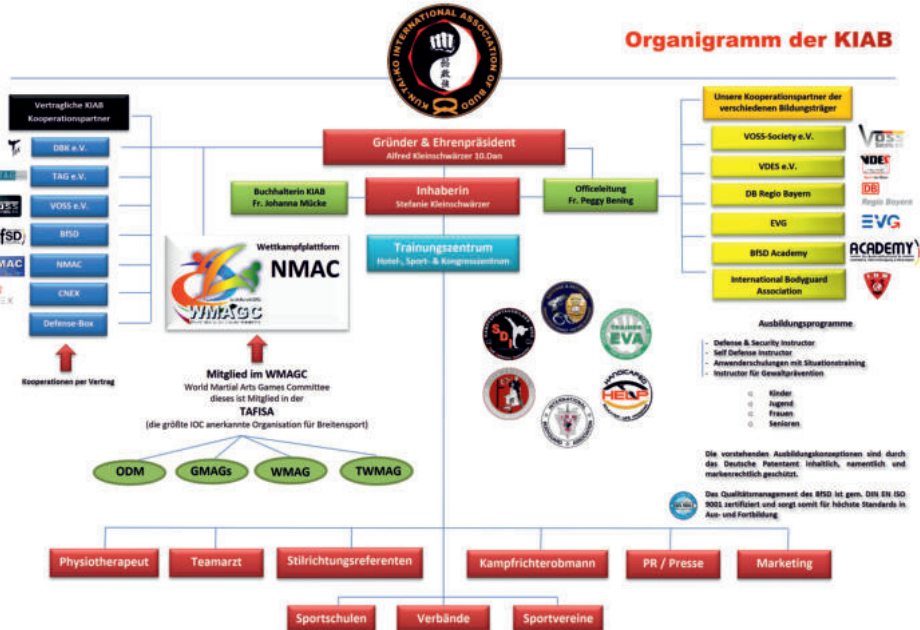 KUN-TAI-KO INTERNATIONAL ASSOCIATION OF BUDO
Organigramm der KIAB
Vertragliche KIAB
Kooperationspartner
DBK e.V.
TAG e.V.
VOSS e.V.
BfSD
NMAC
CNEX
Defense-Box
Kooperationen per Vertrag
Gründer & Ehrenpräsident
Alfred Kleinschwärzer 10.Dan
Buchhalterin KIAB
Fr. Johanna Mücke
Inhaberin
Stefanie Kleinschwärzer
Officeleitung
Fr. Peggy Bening
Trainingszentrum
Hotel-, Sport- & Kongresszentrum
Wettkampfplattform
NMAC
WMAGC
Mitglied im WMAGC
World Martial Arts Games Committee
dieses ist Mitglied in der
TAFISA
(die größte IOC anerkannte Organisation für Breitensport)
ODM
GMAGs
WMAG
TWMAG
SDI
TRAINER
EVA
HANDICAPED
HELP
Unsere Kooperationspartner der
verschiedenen Bildungsträger
VOSS-Society e.V.
Voss
VDES e.V.
VDES
DB Regio Bayern
DB
Regio Bayern
EVG
EVG
BfSD Academy
ACADEMY
International Bodyguard
Association
Ausbildungsprogramme
- Defense & Security Instructor
- Self Defense Instructor
- Anwenderschulungen mit Situationstraining
- Instructor für Gewaltprävention
o Kinder
o Jugend
o Frauen
o Senioren
Die vorstehenden Ausbildungskonzeptionen sind durch
das Deutsche Patentamt inhaltlich, namentlich und
markenrechtlich geschützt.
Das Qualitätsmanagement des BfSD ist gem. DIN EN ISO
9001 zertifiziert und sorgt somit für höchste Standards in
Aus- und Fortbildung
Physiotherapeut
Teamarzt
Stilrichtungsreferenten
Kampfrichterobmann
PR / Presse
Marketing
Sportschulen
Verbände
Sportvereine